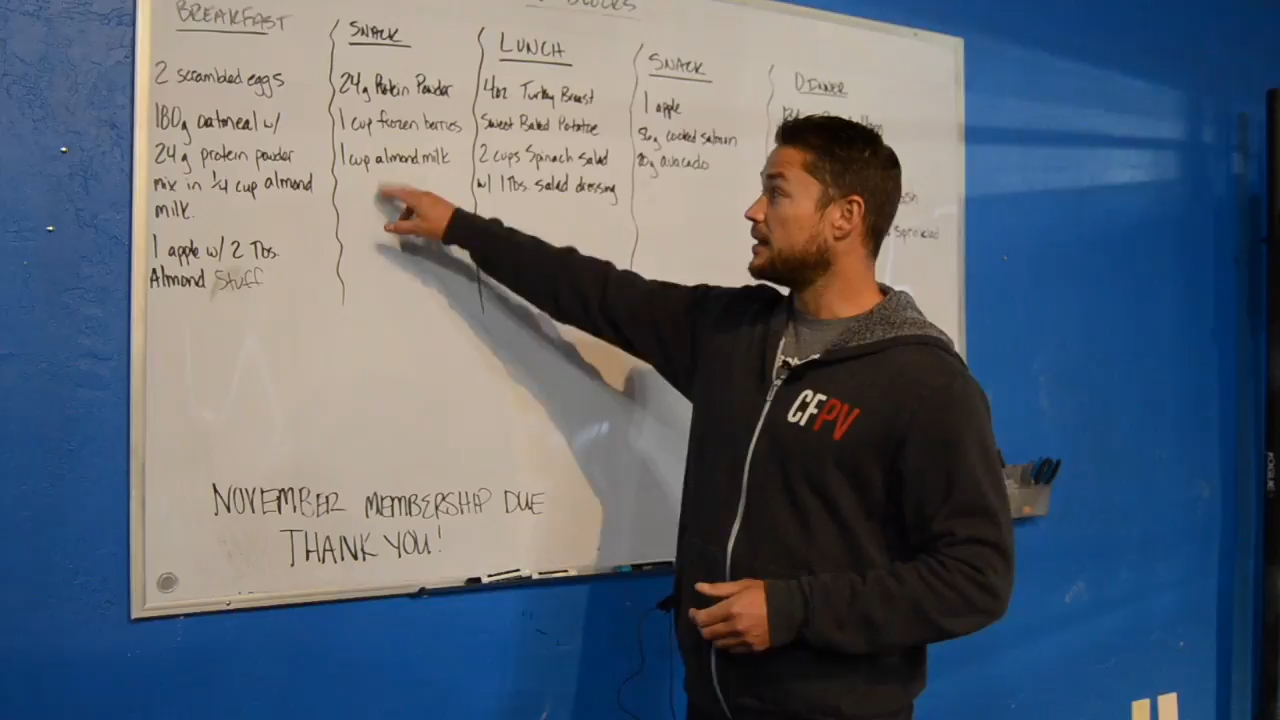 BLOCKS
BREAKFAST
2 scrambled eggs
180g oatmeal w/
24g protein powder
mix in 1/4 cup almond
milk.
1 apple w/ 2 Tbs.
Almond Stuff
SNACK
24g Protein Powder
1 cup frozen berries
1 cup almond milk
LUNCH
4oz Turkey Breast
Sweet Baked Potatoe
2 cups Spinach salad
w/ 1 Tbs. salad dressing
SNACK
1 apple
cooked salmon
avocado
DINNER
NOVEMBER MEMBERSHIP DUE
THANK YOU!
CFPV